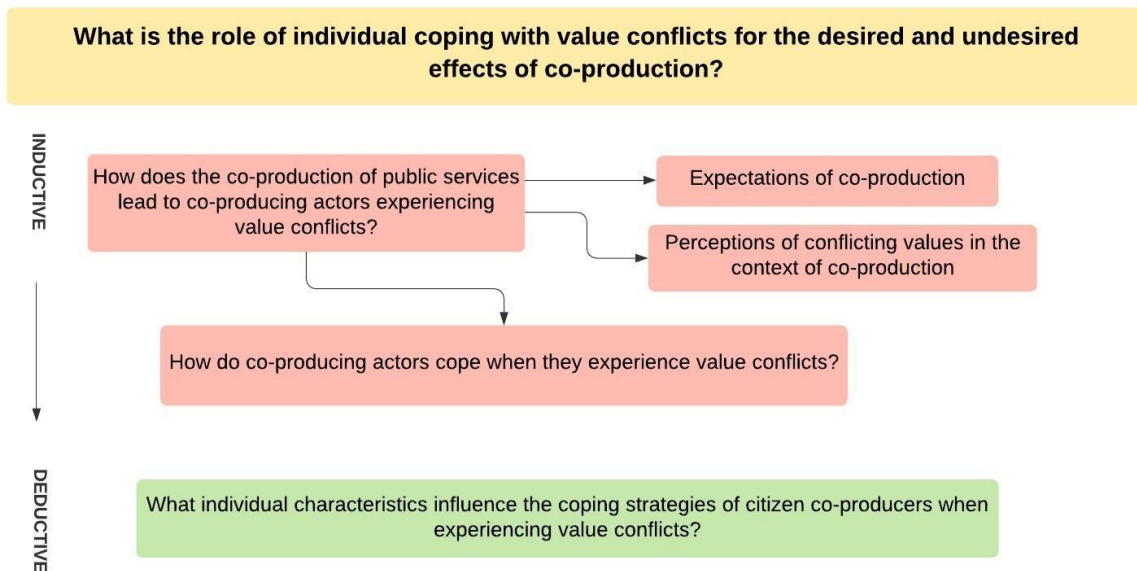 What is the role of individual coping with value conflicts for the desired and undesired
effects of co-production?
INDUCTIVE
How does the co-production of public services
lead to co-producing actors experiencing
value conflicts?
Expectations of co-production
Perceptions of conflicting values in the
context of co-production
How do co-producing actors cope when they experience value conflicts?
DEDUCTIVE
What individual characteristics influence the coping strategies of citizen co-producers when
experiencing value conflicts?